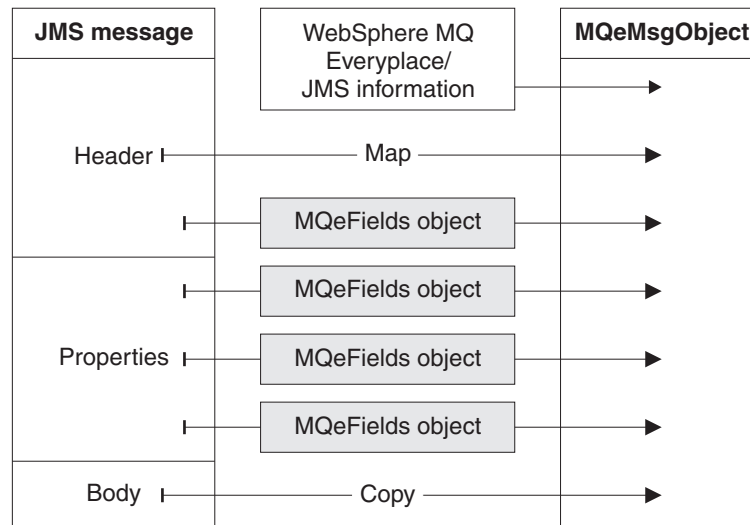 JMS message
WebSphere MQ
Everyplace/
JMS information
MQeMsgObject
Header
Map
MQeFields object
MQeFields object
Properties
MQeFields object
MQeFields object
Body
Copy